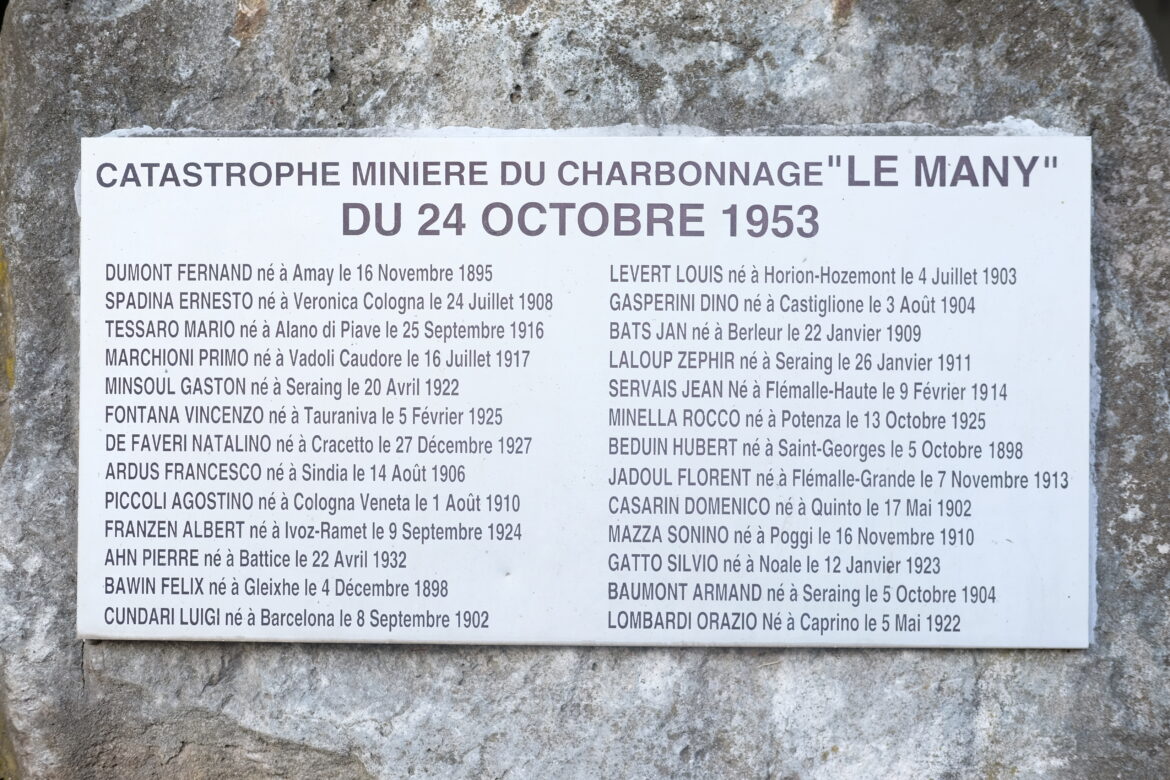 CATASTROPHE MINIERE DU CHARBONNAGE "LE MANY"
DU 24 OCTOBRE 1953
DUMONT FERNAND né à Amay le 16 Novembre 1895
SPADINA ERNESTO né à Veronica Cologna le 24 Juillet 1908
TESSARO MARIO né à Alano di Piave le 25 Septembre 1916
MARCHIONI PRIMO né à Vadoli Caudore le 16 Juillet 1917
MINSOUL GASTON né à Seraing le 20 Avril 1922
FONTANA VINCENZO né à Tauraniva le 5 Février 1925
DE FAVERI NATALINO né à Cracetto le 27 Décembre 1927
ARDUS FRANCESCO né à Sindia le 14 Août 1906
PICCOLI AGOSTINO né à Cologna Veneta le 1 Août 1910
FRANZEN ALBERT né à Ivoz-Ramet le 9 Septembre 1924
AHN PIERRE né à Battice le 22 Avril 1932
BAWIN FELIX né à Gleixhe le 4 Décembre 1898
CUNDARI LUIGI né à Barcelona le 8 Septembre 1902
LEVERT LOUIS né à Horion-Hozemont le 4 Juillet 1903
GASPERINI DINO né à Castiglione le 3 Août 1904
BATS JAN né à Berleur le 22 Janvier 1909
LALOUP ZEPHIR né à Seraing le 26 Janvier 1911
SERVAIS JEAN Né à Flémalle-Haute le 9 Février 1914
MINELLA ROCCO né à Potenza le 13 Octobre 1925
BEDUIN HUBERT né à Saint-Georges le 5 Octobre 1898
JADOUL FLORENT né à Flémalle-Grande le 7 Novembre 1913
CASARIN DOMENICO né à Quinto le 17 Mai 1902
MAZZA SONINO né à Poggi le 16 Novembre 1910
GATTO SILVIO né à Noale le 12 Janvier 1923
BAUMONT ARMAND né à Seraing le 5 Octobre 1904
LOMBARDI ORAZIO Né à Caprino le 5 Mai 1922